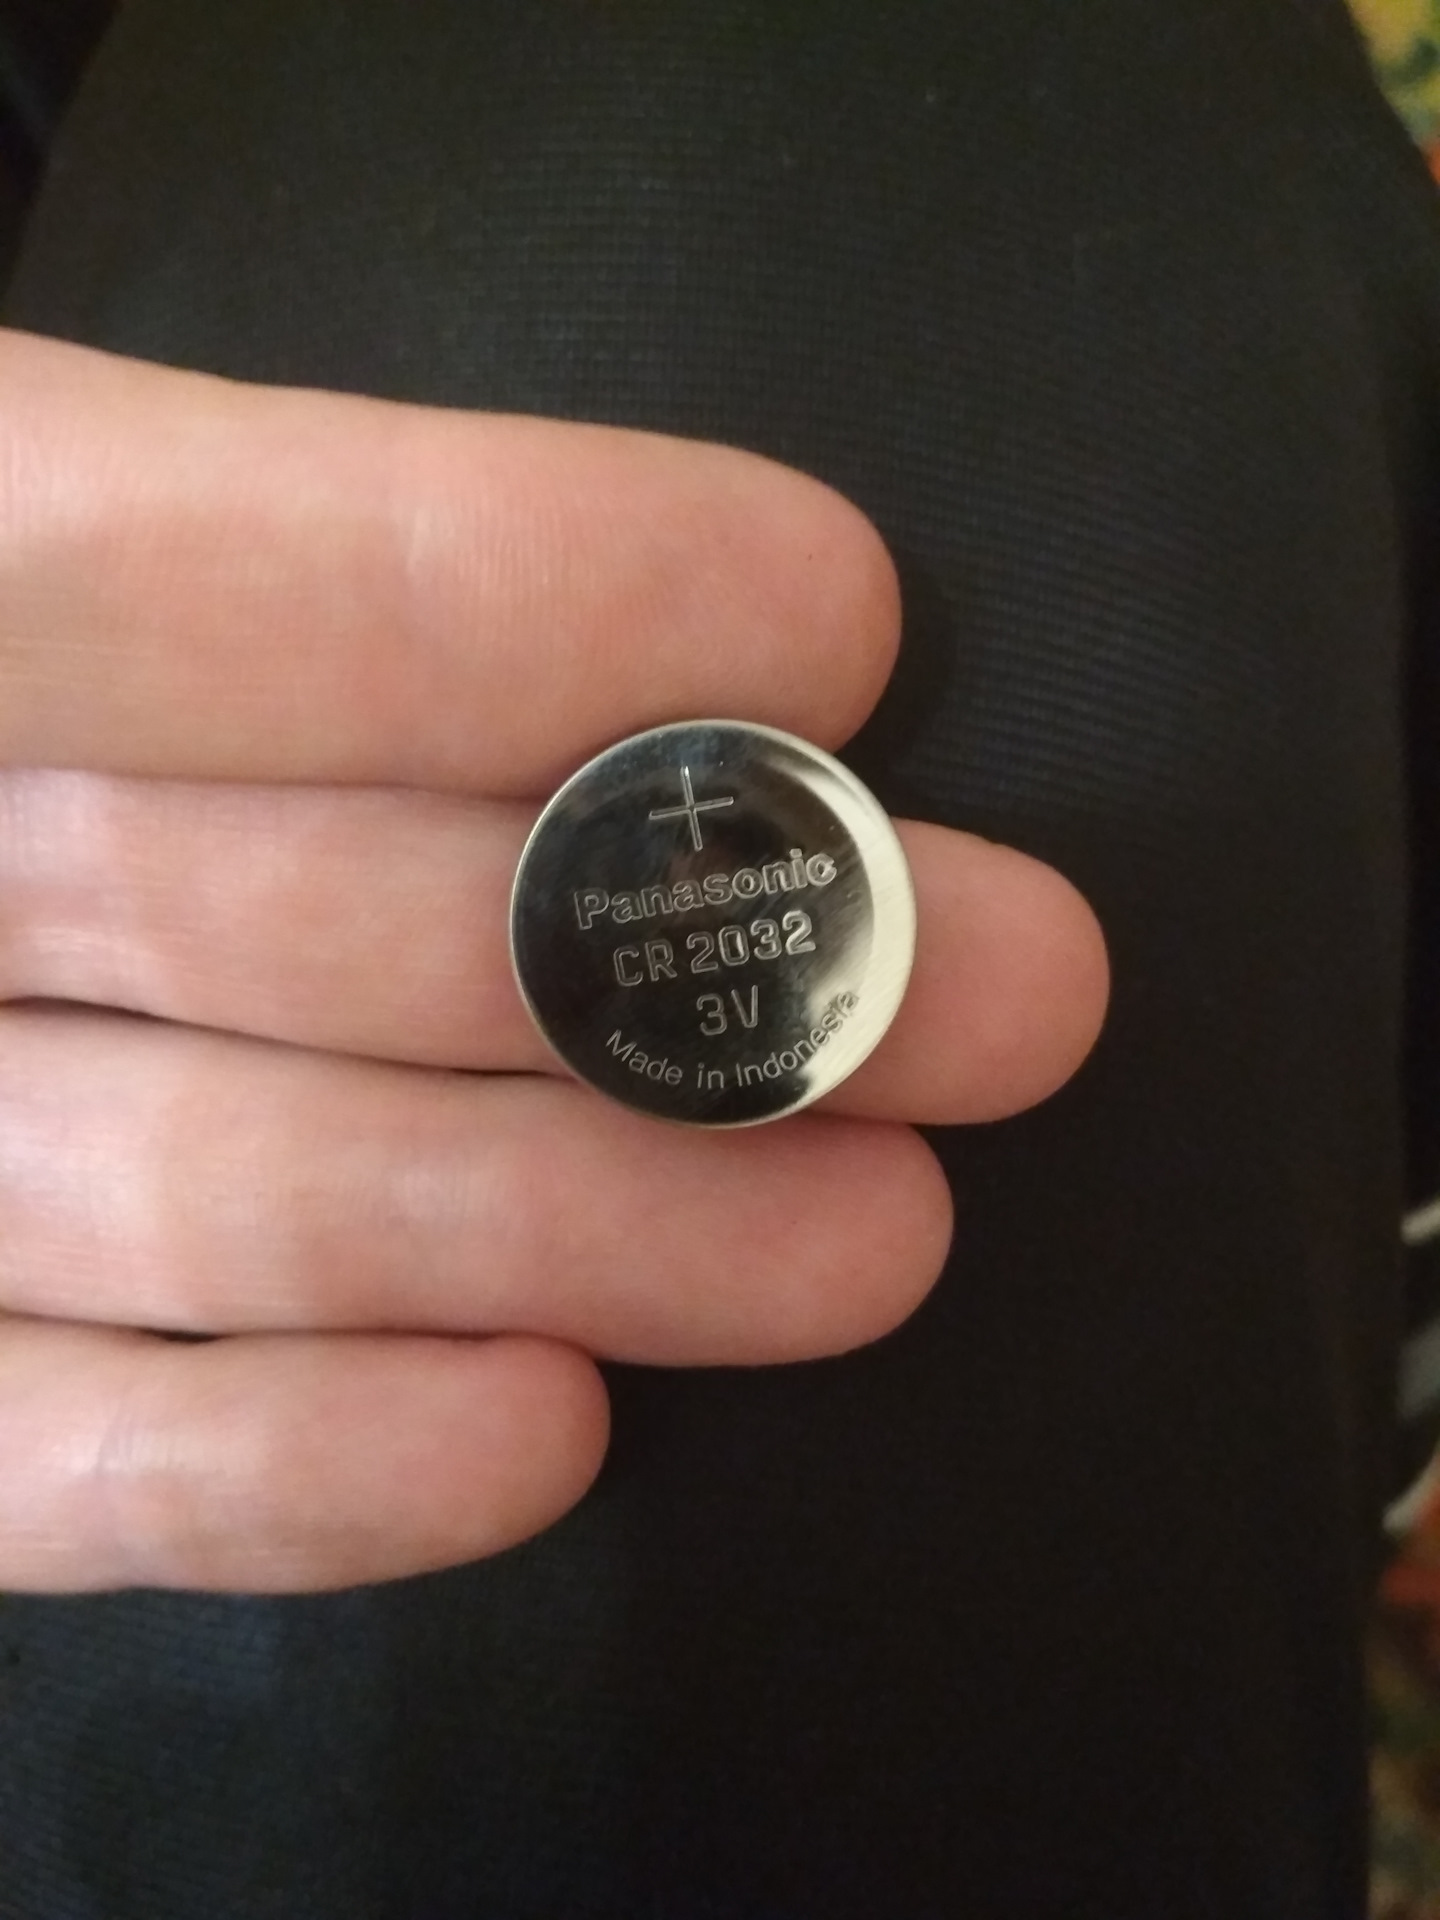 +
Panasonic
CR 2032
3V
Made in Indonesia